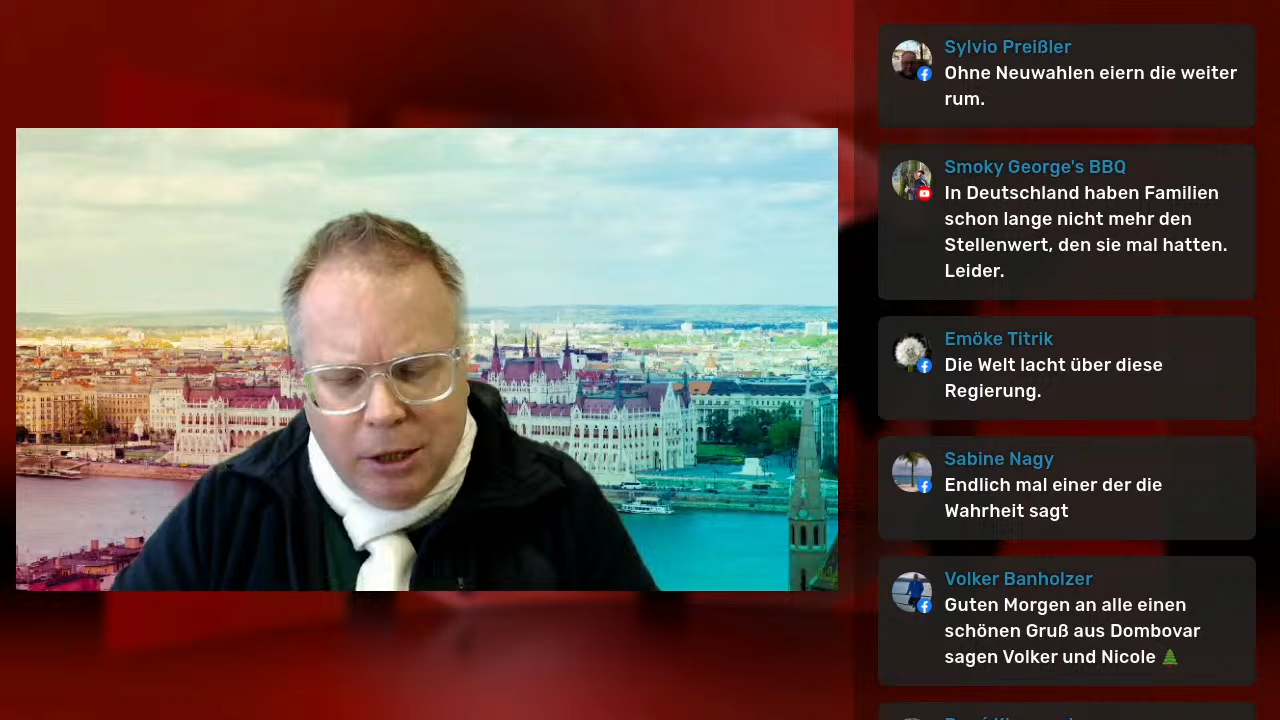 Sylvio Preißler
Ohne Neuwahlen eiern die weiter
rum.
Smoky George's BBQ
In Deutschland haben Familien
schon lange nicht mehr den
Stellenwert, den sie mal hatten.
Leider.
Emöke Titrik
Die Welt lacht über diese
Regierung.
Sabine Nagy
Endlich mal einer der die
Wahrheit sagt
Volker Banholzer
Guten Morgen an alle einen
schönen Gruß aus Dombovar
sagen Volker und Nicole 🌲